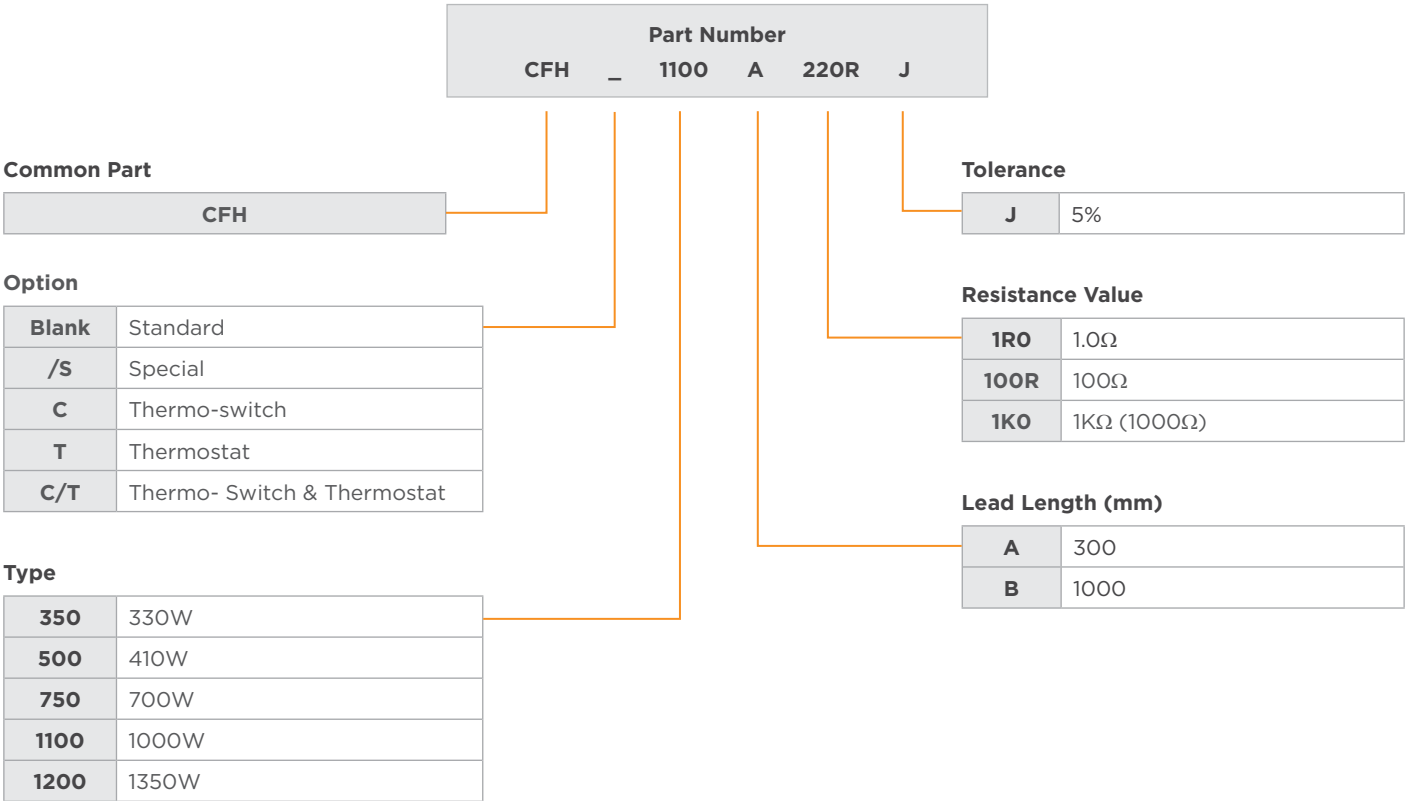 Part Number
CFH _ 1100 A 220R J
Common Part
CFH
Option
Blank Standard
/S Special
C Thermo-switch
T Thermostat
C/T Thermo- Switch & Thermostat
Type
350 330W
500 410W
750 700W
1100 1000W
1200 1350W
Tolerance
J 5%
Resistance Value
1R0 1.0Ω
100R 100Ω
1K0 1KΩ (1000Ω)
Lead Length (mm)
A 300
B 1000